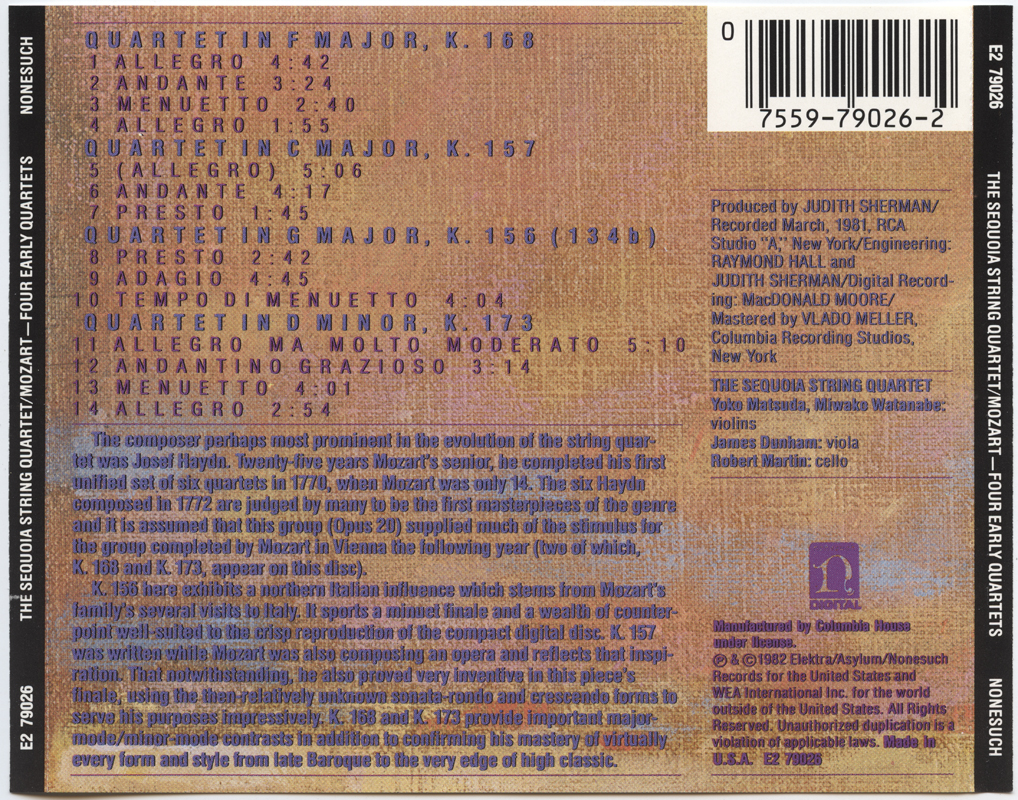 QUARTET IN F MAJOR, K. 168
1 ALLEGRO 4:42
2 ANDANTE 3:24
3 MENUETTO 2:40
4 ALLEGRO 1:55
QUARTET IN C MAJOR, K. 157
5 (ALLEGRO) 5:06
6 ANDANTE 4:17
7 PRESTO 1:45
QUARTET IN G MAJOR, K. 156 (134b)
8 PRESTO 2:42
9 ADAGIO 4:45
10 TEMPO DI MENUETTO 4:04
QUARTET IN D MINOR, K. 173
11 ALLEGRO MA MOLTO MODERATO 5:10
12 ANDANTINO GRAZIOSO 3:14
13 MENUETTO 4:01
14 ALLEGRO 2:54
The composer perhaps most prominent in the evolution of the string quar-
tet was Josef Haydn. Twenty-five years Mozart's senior, he completed his first
unified set of six quartets in 1770, when Mozart was only 14. The six Haydn
composed in 1772 are judged by many to be the first masterpieces of the genre
and it is assumed that this group (Opus 20) supplied much of the stimulus for
the group completed by Mozart in Vienna the following year (two of which,
K. 168 and K. 173, appear on this disc).
K. 156 here exhibits a northern Italian influence which stems from Mozart's
family's several visits to Italy. It sports a minuet finale and a wealth of counter-
point well-suited to the crisp reproduction of the compact digital disc. K. 157
was written while Mozart was also composing an opera and reflects that inspi-
ration. That notwithstanding, he also proved very inventive in this piece's
finale, using the then-relatively unknown sonata-rondo and crescendo forms to
serve his purposes impressively. K. 168 and K. 173 provide important major-
mode/minor-mode contrasts in addition to confirming his mastery of virtually
every form and style from late Baroque to the very edge of high classic.
0
7559-79026-2
Produced by JUDITH SHERMAN/
Recorded March, 1981, RCA
Studio "A," New York/Engineering:
RAYMOND HALL and
JUDITH SHERMAN/Digital Record-
ing: MacDONALD MOORE/
Mastered by VLADO MELLER,
Columbia Recording Studios,
New York
THE SEQUOIA STRING QUARTET
Yoko Matsuda, Miwako Watanabe:
violins
James Dunham: viola
Robert Martin: cello
n
DIGITAL
Manufactured by Columbia House
under license.
℗ & ©1982 Elektra/Asylum/Nonesuch
Records for the United States and
WEA International Inc. for the world
outside of the United States. All Rights
Reserved. Unauthorized duplication is a
violation of applicable laws. Made in
U.S.A. E2 79026
E2 79026 THE SEQUOIA STRING QUARTET/MOZART—FOUR EARLY QUARTETS NONESUCH
E2 79026 THE SEQUOIA STRING QUARTET/MOZART—FOUR EARLY QUARTETS NONESUCH